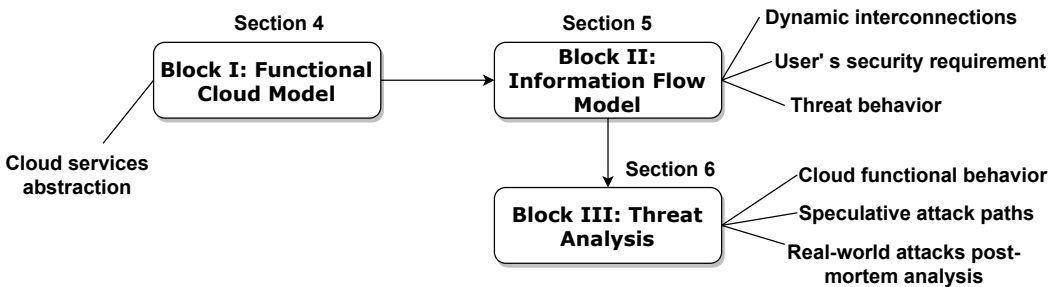 Section 4
Block I: Functional
Cloud Model
Cloud services
abstraction
Section 5
Block II:
Information Flow
Model
Dynamic interconnections
User' s security requirement
Threat behavior
Section 6
Block III: Threat
Analysis
Cloud functional behavior
Speculative attack paths
Real-world attacks post-
mortem analysis